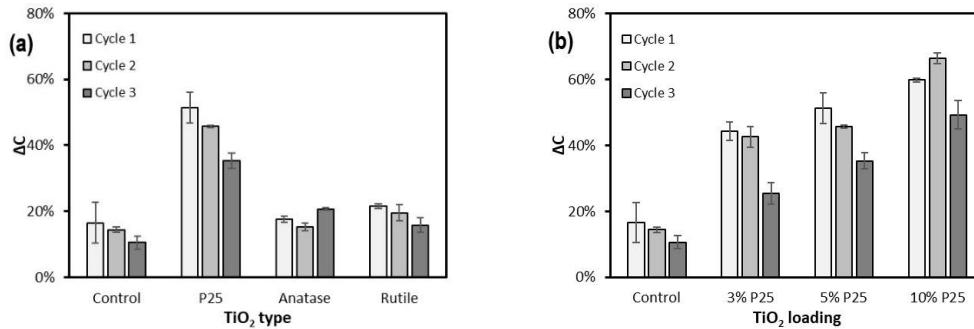 (a)
80%
60%
40%
20%
0%
ΔC
Cycle 1
Cycle 2
Cycle 3
Control P25 Anatase Rutile
TiO₂ type
(b)
80%
60%
40%
20%
0%
ΔC
Cycle 1
Cycle 2
Cycle 3
Control 3% P25 5% P25 10% P25
TiO₂ loading